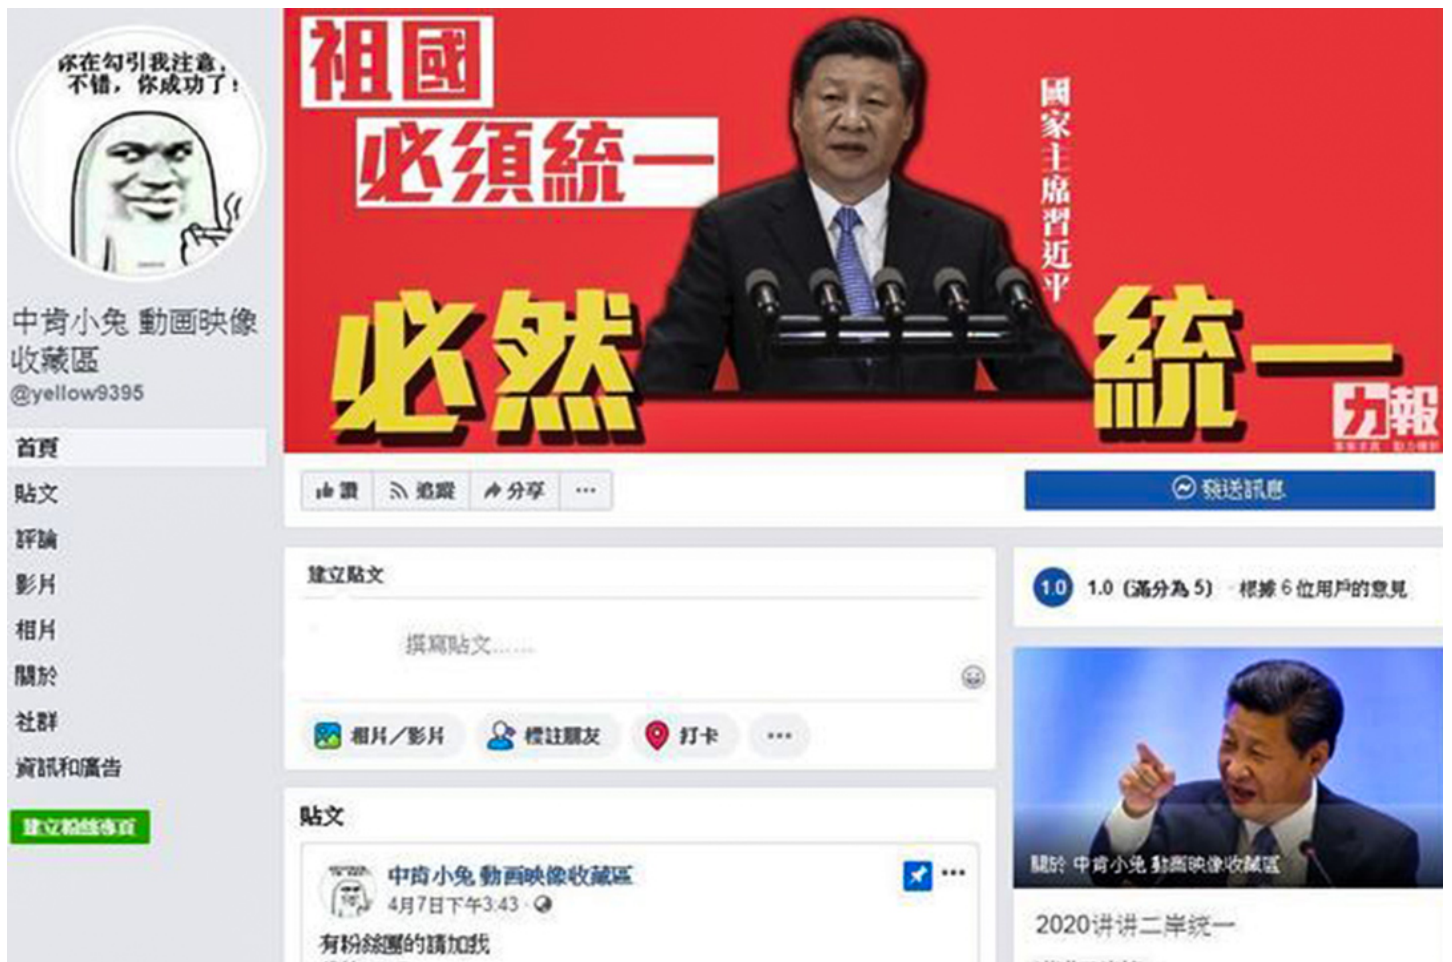 你在勾引我注意,
不错，你成功了!
中肯小兔 動画映像
收藏區
@yellow9395
首頁
貼文
評論
影片
相片
關於
社群
資訊和廣告
建立粉絲專頁
祖國
必須統一
國家主席習近平
必然 統一
力報
讚 追蹤 分享 ...
發送訊息
建立貼文
撰寫貼文......
相片／影片 標註朋友 打卡 ...
1.0 1.0 (滿分為 5) · 根據 6 位用戶的意見
貼文
中肯小兔 動画映像收藏區
4月7日下午3:43 ·
有粉絲團的請加我
關於 中肯小兔 動画映像收藏區
2020讲讲二岸统一